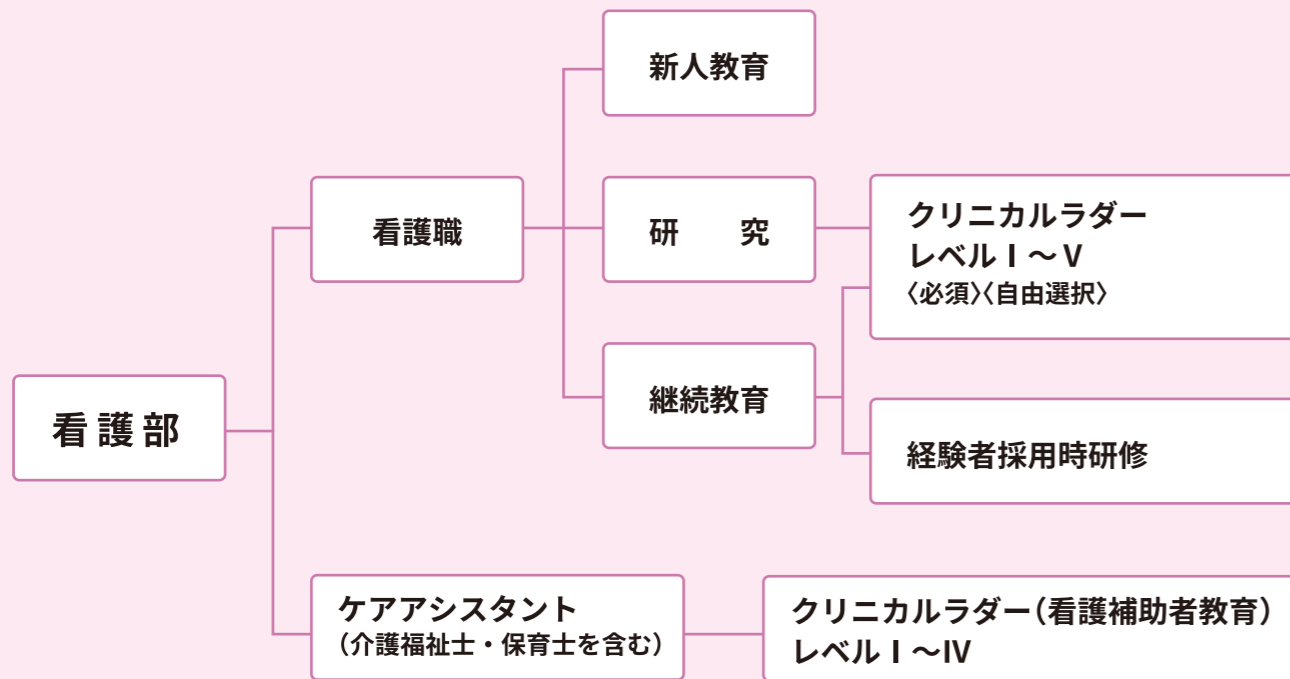 新人教育
看護職
研　　究
クリニカルラダー
レベルⅠ～Ⅴ
〈必須〉〈自由選択〉
継続教育
看護部
経験者採用時研修
ケアアシスタント
（介護福祉士・保育士を含む）
クリニカルラダー（看護補助者教育）
レベルⅠ～Ⅳ